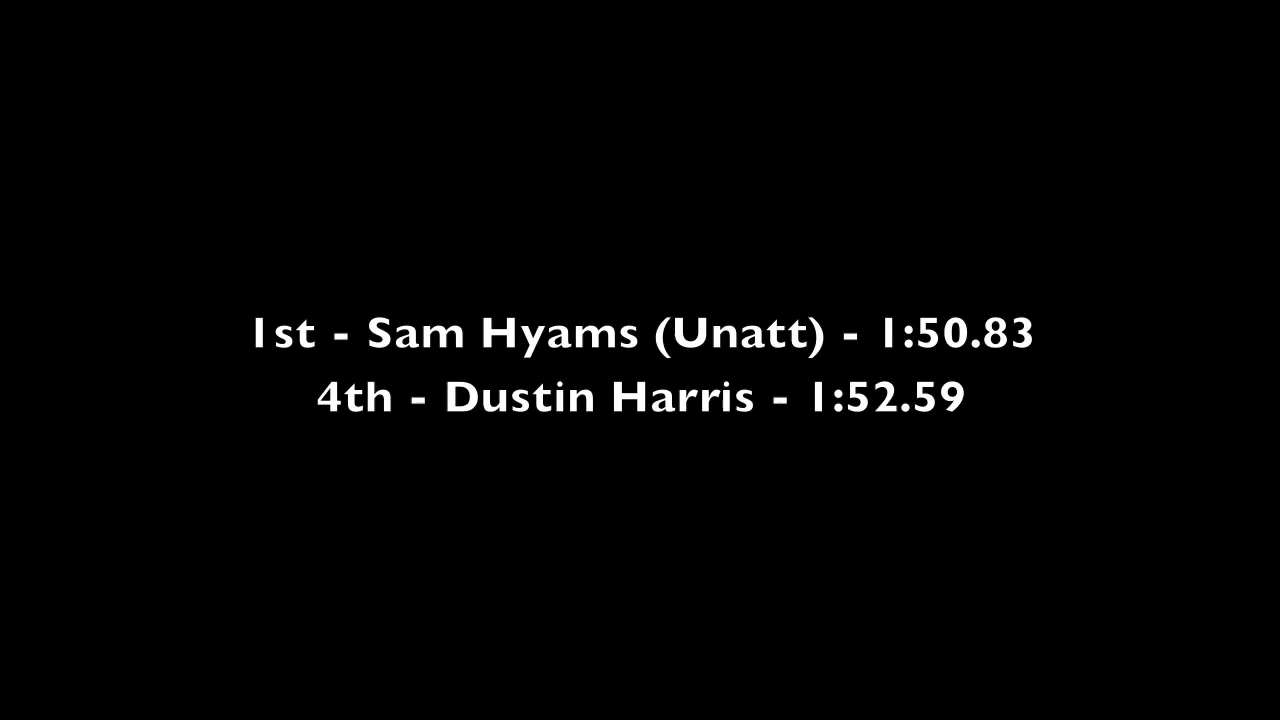 1st - Sam Hyams (Unatt) - 1:50.83
4th - Dustin Harris - 1:52.59